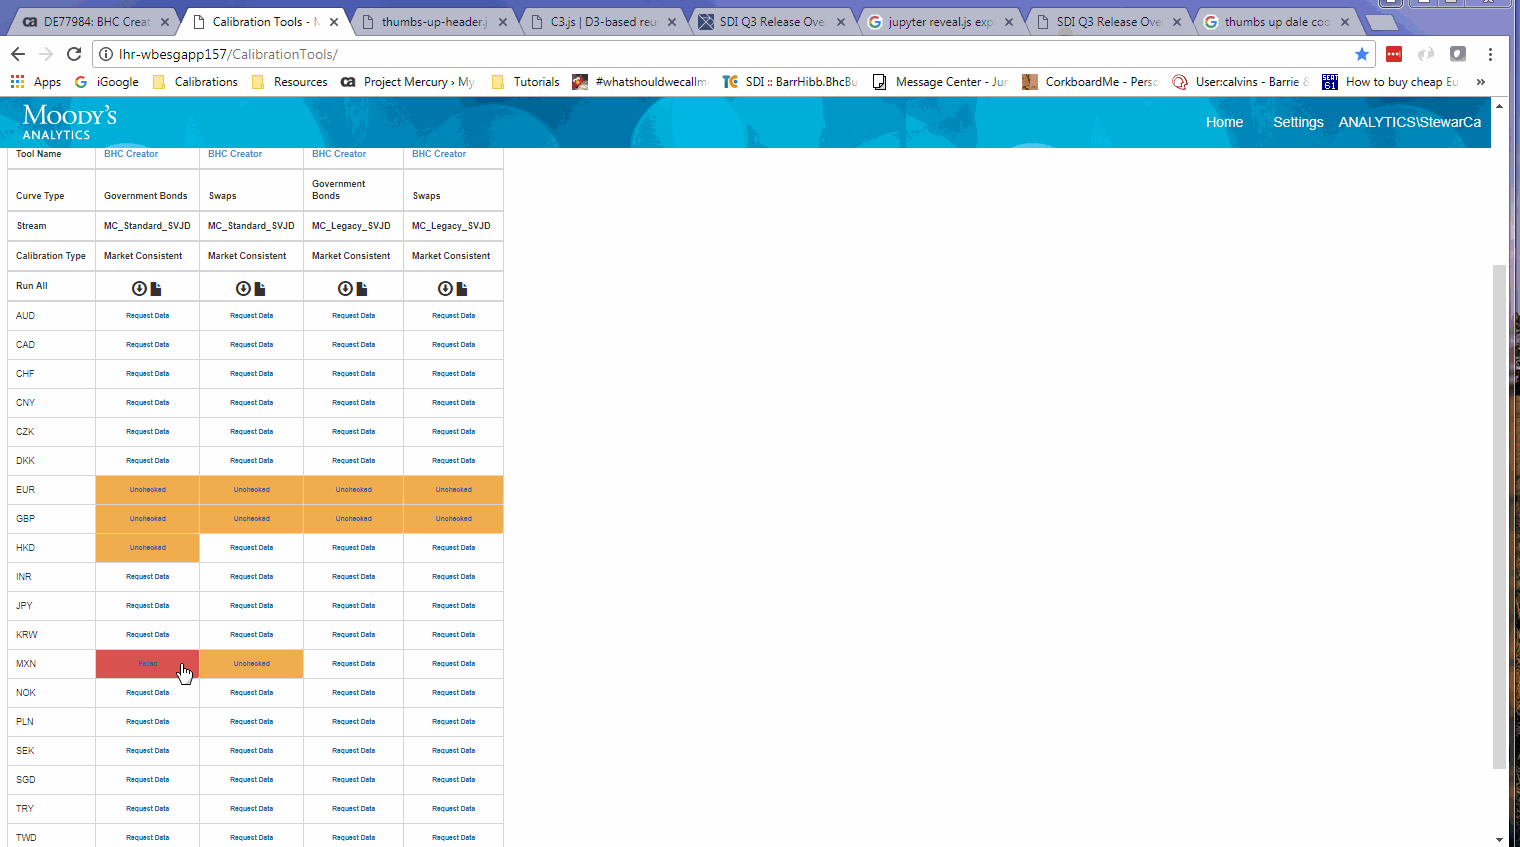 DE77984: BHC Creat
Calibration Tools - M
thumbs-up-header.j
C3.js | D3-based reu
SDI Q3 Release Ove
jupyter reveal.js exp
SDI Q3 Release Ove
thumbs up dale coo
lhr-wbesgapp157/CalibrationTools/
Apps iGoogle Calibrations Resources Project Mercury › My Tutorials #whatshouldwecallm SDI :: BarrHibb.BhcBu Message Center - Jun CorkboardMe - Perso User:calvins - Barrie & How to buy cheap Eu »
MOODY'S
ANALYTICS
Home Settings ANALYTICS\StewarCa
Tool Name BHC Creator BHC Creator BHC Creator BHC Creator
Curve Type Government Bonds Swaps Government Bonds Swaps
Stream MC_Standard_SVJD MC_Standard_SVJD MC_Legacy_SVJD MC_Legacy_SVJD
Calibration Type Market Consistent Market Consistent Market Consistent Market Consistent
Run All
AUD Request Data Request Data Request Data Request Data
CAD Request Data Request Data Request Data Request Data
CHF Request Data Request Data Request Data Request Data
CNY Request Data Request Data Request Data Request Data
CZK Request Data Request Data Request Data Request Data
DKK Request Data Request Data Request Data Request Data
EUR Unchecked Unchecked Unchecked Unchecked
GBP Unchecked Unchecked Unchecked Unchecked
HKD Unchecked Request Data Request Data Request Data
INR Request Data Request Data Request Data Request Data
JPY Request Data Request Data Request Data Request Data
KRW Request Data Request Data Request Data Request Data
MXN Failed Unchecked Request Data Request Data
NOK Request Data Request Data Request Data Request Data
PLN Request Data Request Data Request Data Request Data
SEK Request Data Request Data Request Data Request Data
SGD Request Data Request Data Request Data Request Data
TRY Request Data Request Data Request Data Request Data
TWD Request Data Request Data Request Data Request Data